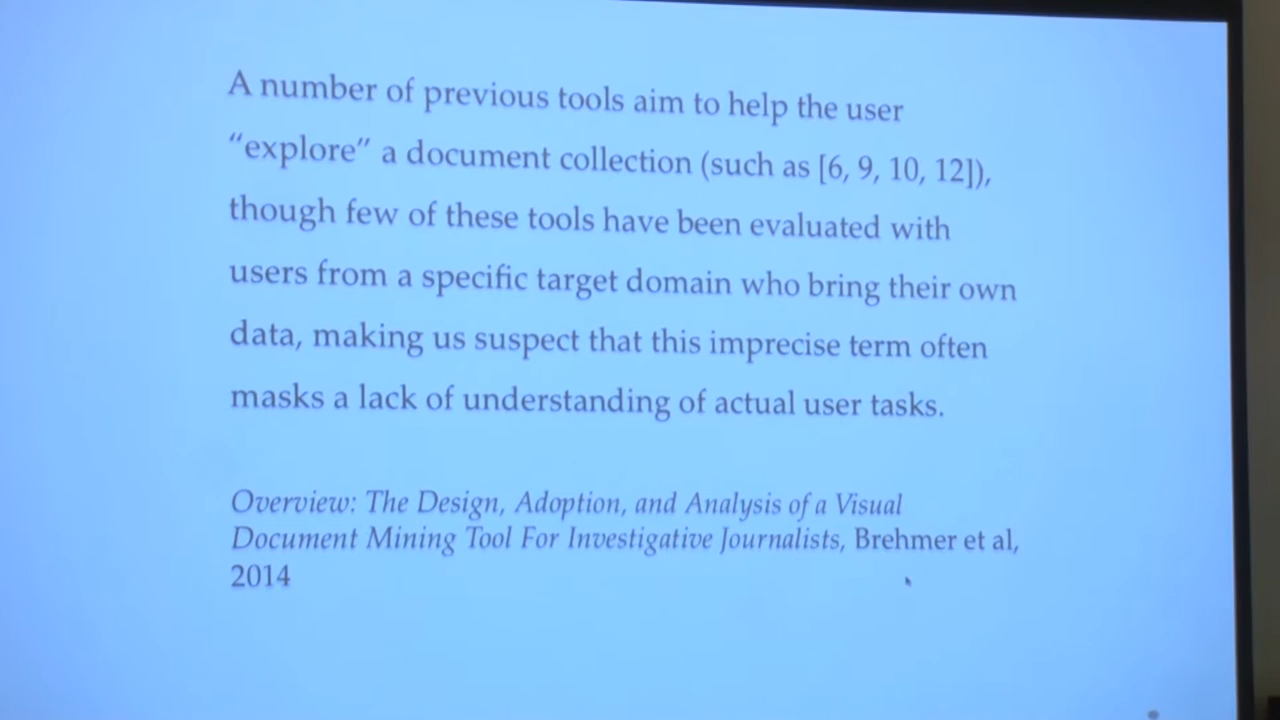 A number of previous tools aim to help the user
“explore” a document collection (such as [6, 9, 10, 12]),
though few of these tools have been evaluated with
users from a specific target domain who bring their own
data, making us suspect that this imprecise term often
masks a lack of understanding of actual user tasks.
Overview: The Design, Adoption, and Analysis of a Visual
Document Mining Tool For Investigative Journalists, Brehmer et al,
2014